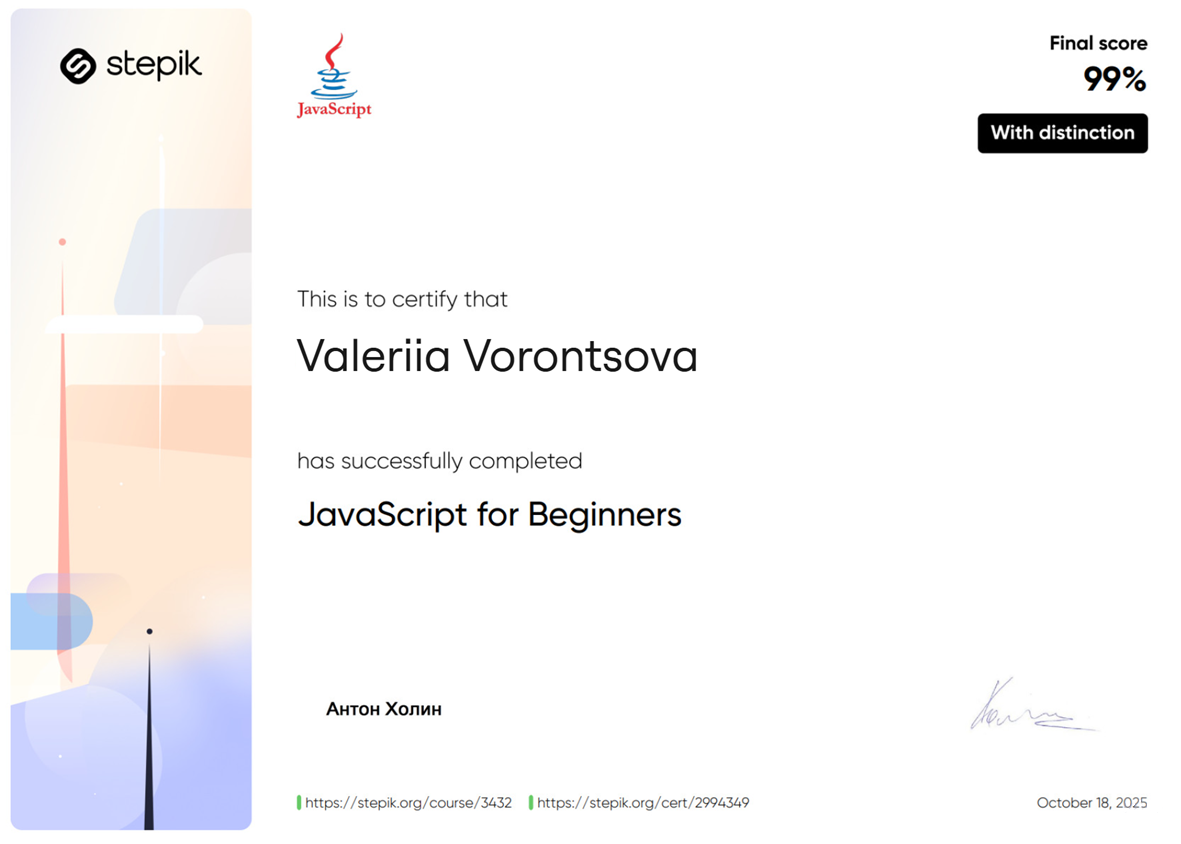 stepik
JavaScript
Final score
99%
With distinction
This is to certify that
Valeriia Vorontsova
has successfully completed
JavaScript for Beginners
Антон Холин
https://stepik.org/course/3432 https://stepik.org/cert/2994349
October 18, 2025